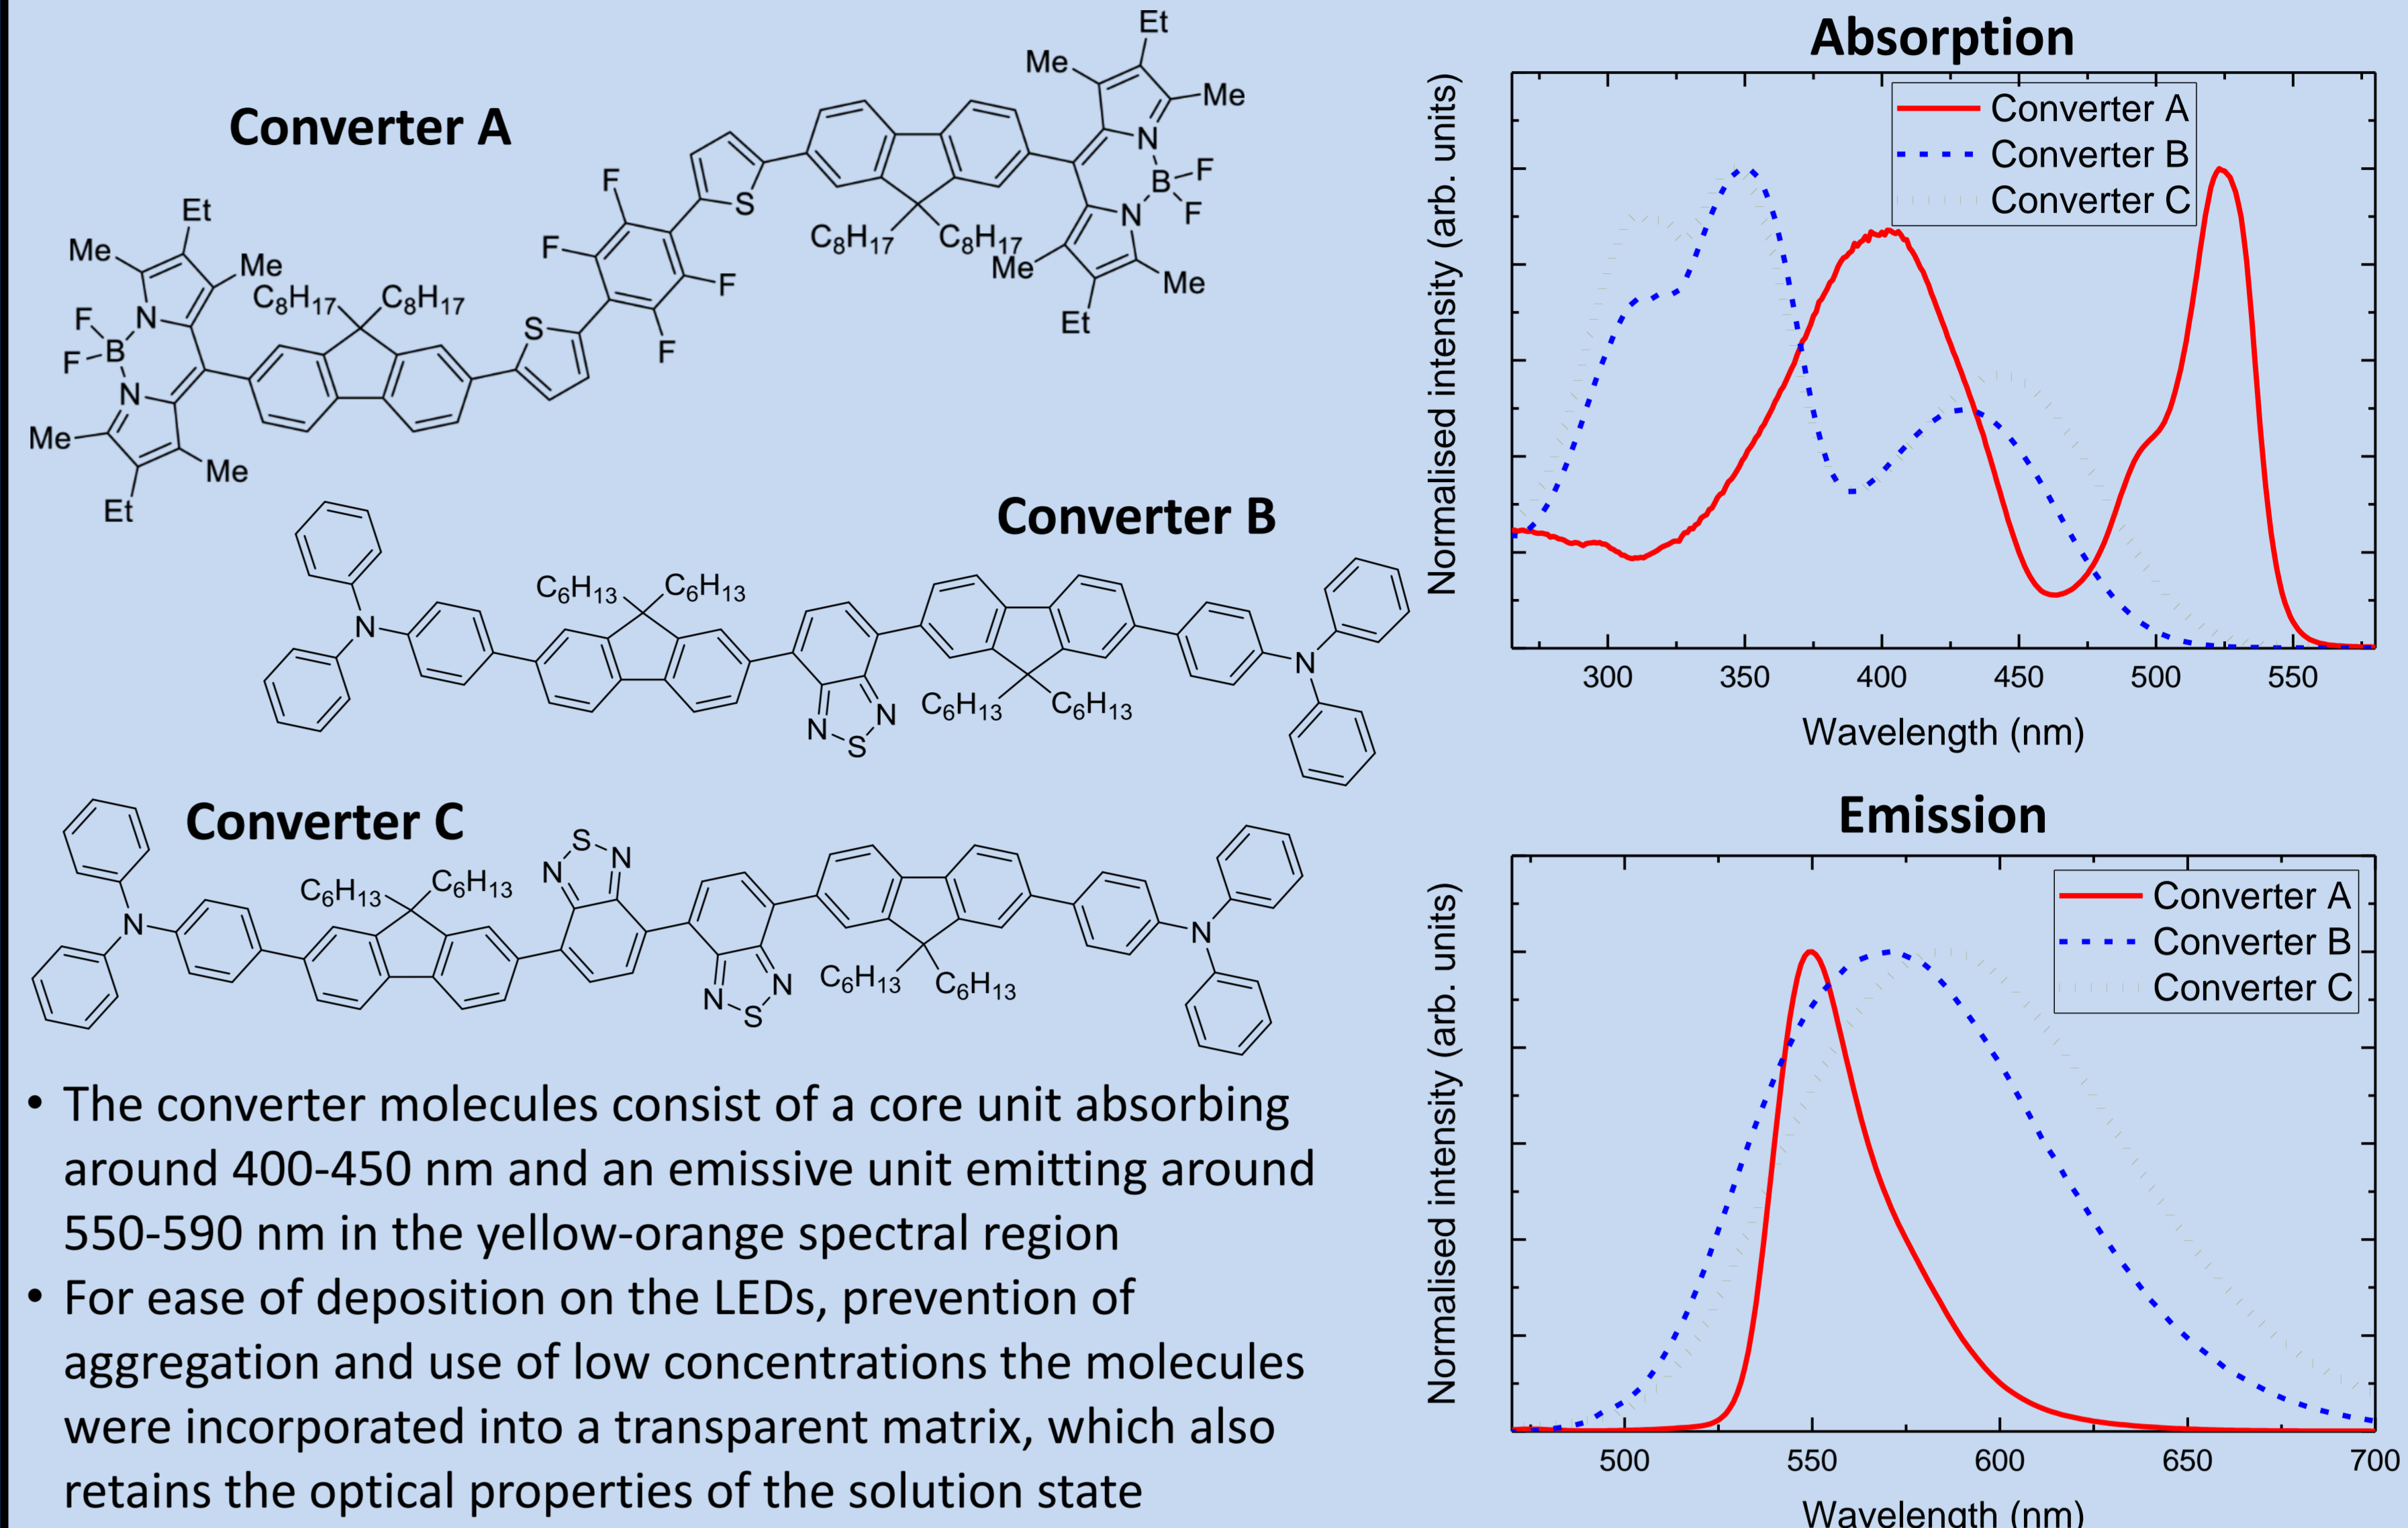 Converter A
Et
Me
Me
N
B
F
F
N
Me
Me
Et
F
S
C8H17
C8H17
F
F
F
S
Et
Me
Me
C8H17
C8H17
F
B
F
N
N
Me
Me
Et
Converter B
C6H13
C6H13
N
N
S
N
C6H13
C6H13
N
Converter C
S
N
N
C6H13
C6H13
N
N
S
N
C6H13
C6H13
N
• The converter molecules consist of a core unit absorbing
around 400-450 nm and an emissive unit emitting around
550-590 nm in the yellow-orange spectral region
• For ease of deposition on the LEDs, prevention of
aggregation and use of low concentrations the molecules
were incorporated into a transparent matrix, which also
retains the optical properties of the solution state
Absorption
Normalised intensity (arb. units)
Converter A
Converter B
Converter C
300 350 400 450 500 550
Wavelength (nm)
Emission
Normalised intensity (arb. units)
Converter A
Converter B
Converter C
500 550 600 650 700
Wavelength (nm)